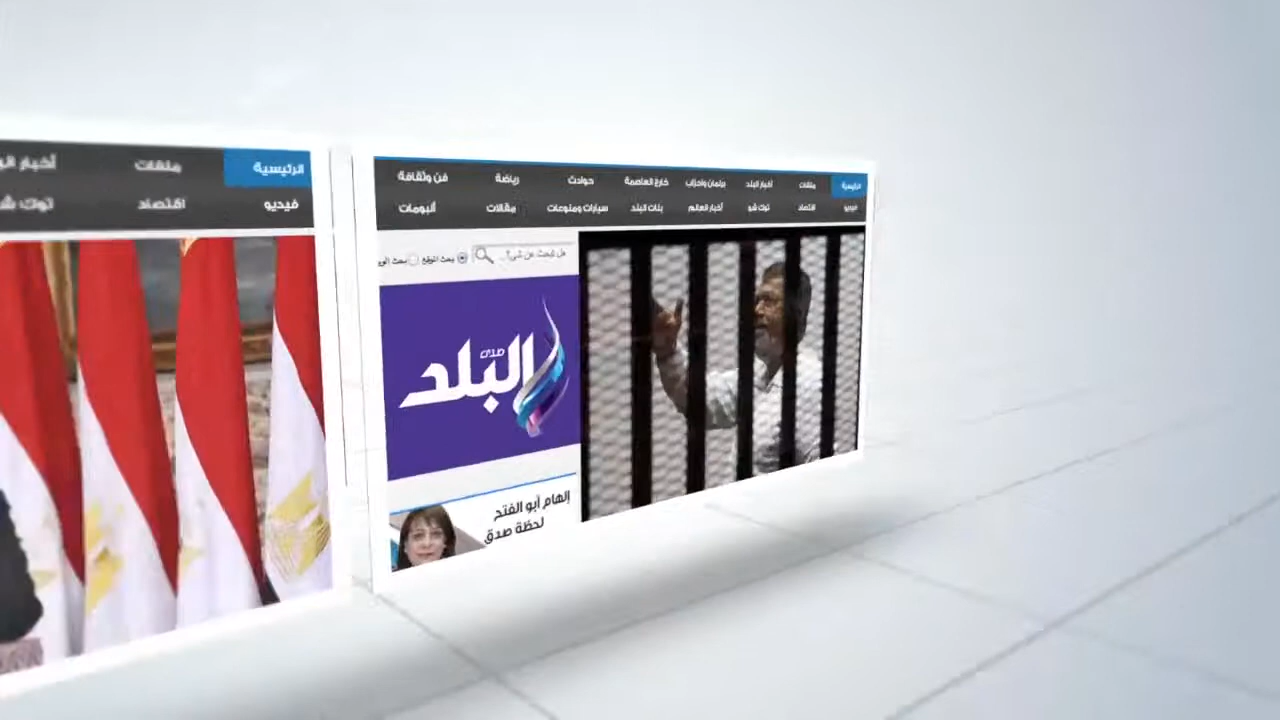 الرئيسية ملفات أخبار البلد برلمان وأحزاب خارج العاصمة حوادث رياضة فن وثقافة
فيديو اقتصاد توك شو أخبار العالم بنات البلد سيارات ومنوعات مقالات ألبومات
هل تبحث عن شيء؟... بحث الموقع بحث
صدى
البلد
إلهام أبو الفتح
لحظة صدق
الرئيسية ملفات أخبار
فيديو اقتصاد توك